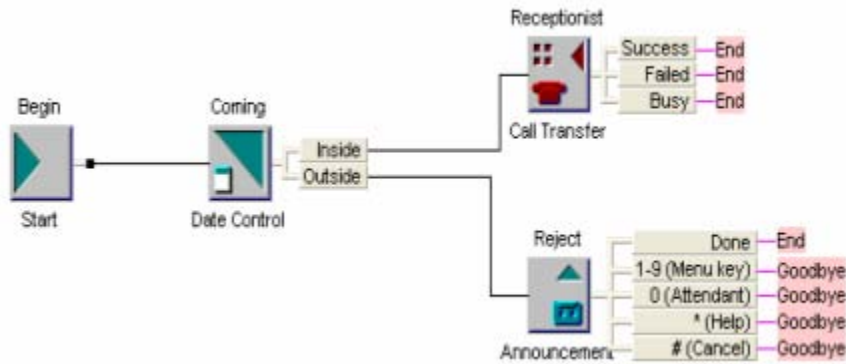 Receptionist
Success End
Failed End
Busy End
Call Transfer
Begin
Coming
Inside
Outside
Start
Date Control
Reject
Done End
1-9 (Menu key) Goodbye
0 (Attendant) Goodbye
* (Help) Goodbye
# (Cancel) Goodbye
Announcement